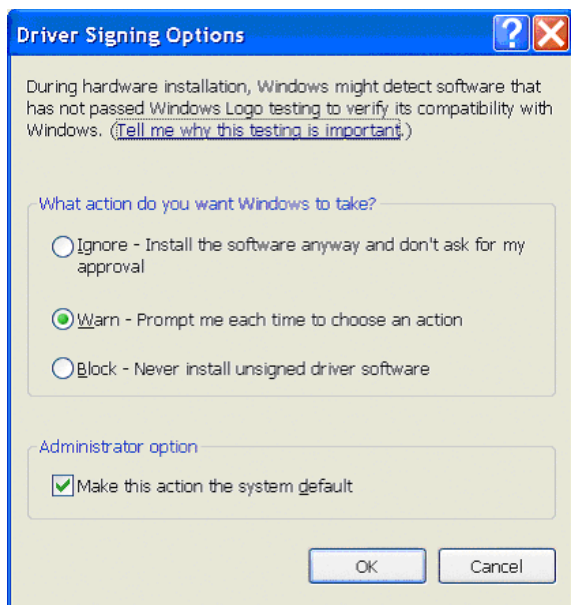 Driver Signing Options
During hardware installation, Windows might detect software that
has not passed Windows Logo testing to verify its compatibility with
Windows. (Tell me why this testing is important.)
What action do you want Windows to take?
Ignore - Install the software anyway and don't ask for my
approval
Warn - Prompt me each time to choose an action
Block - Never install unsigned driver software
Administrator option
Make this action the system default
OK Cancel